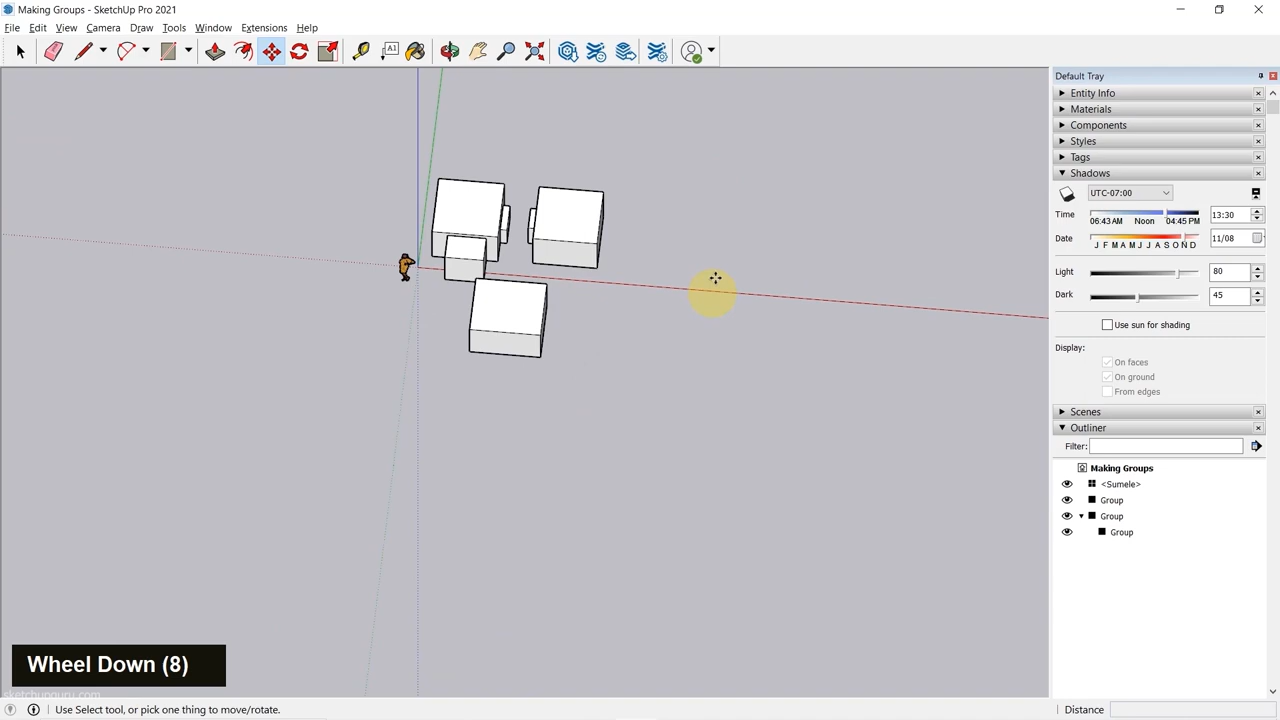 Making Groups - SketchUp Pro 2021
File Edit View Camera Draw Tools Window Extensions Help
Default Tray
Entity Info
Materials
Components
Styles
Tags
Shadows
UTC-07:00
Time 06:43 AM Noon 04:45 PM 13:30
Date J F M A M J J A S O N D 11/08
Light 80
Dark 45
Use sun for shading
Display:
On faces
On ground
From edges
Scenes
Outliner
Filter:
Making Groups
<Sumele>
Group
Group
Group
Wheel Down (8)
sketchupguru.com
Use Select tool, or pick one thing to move/rotate.
Distance